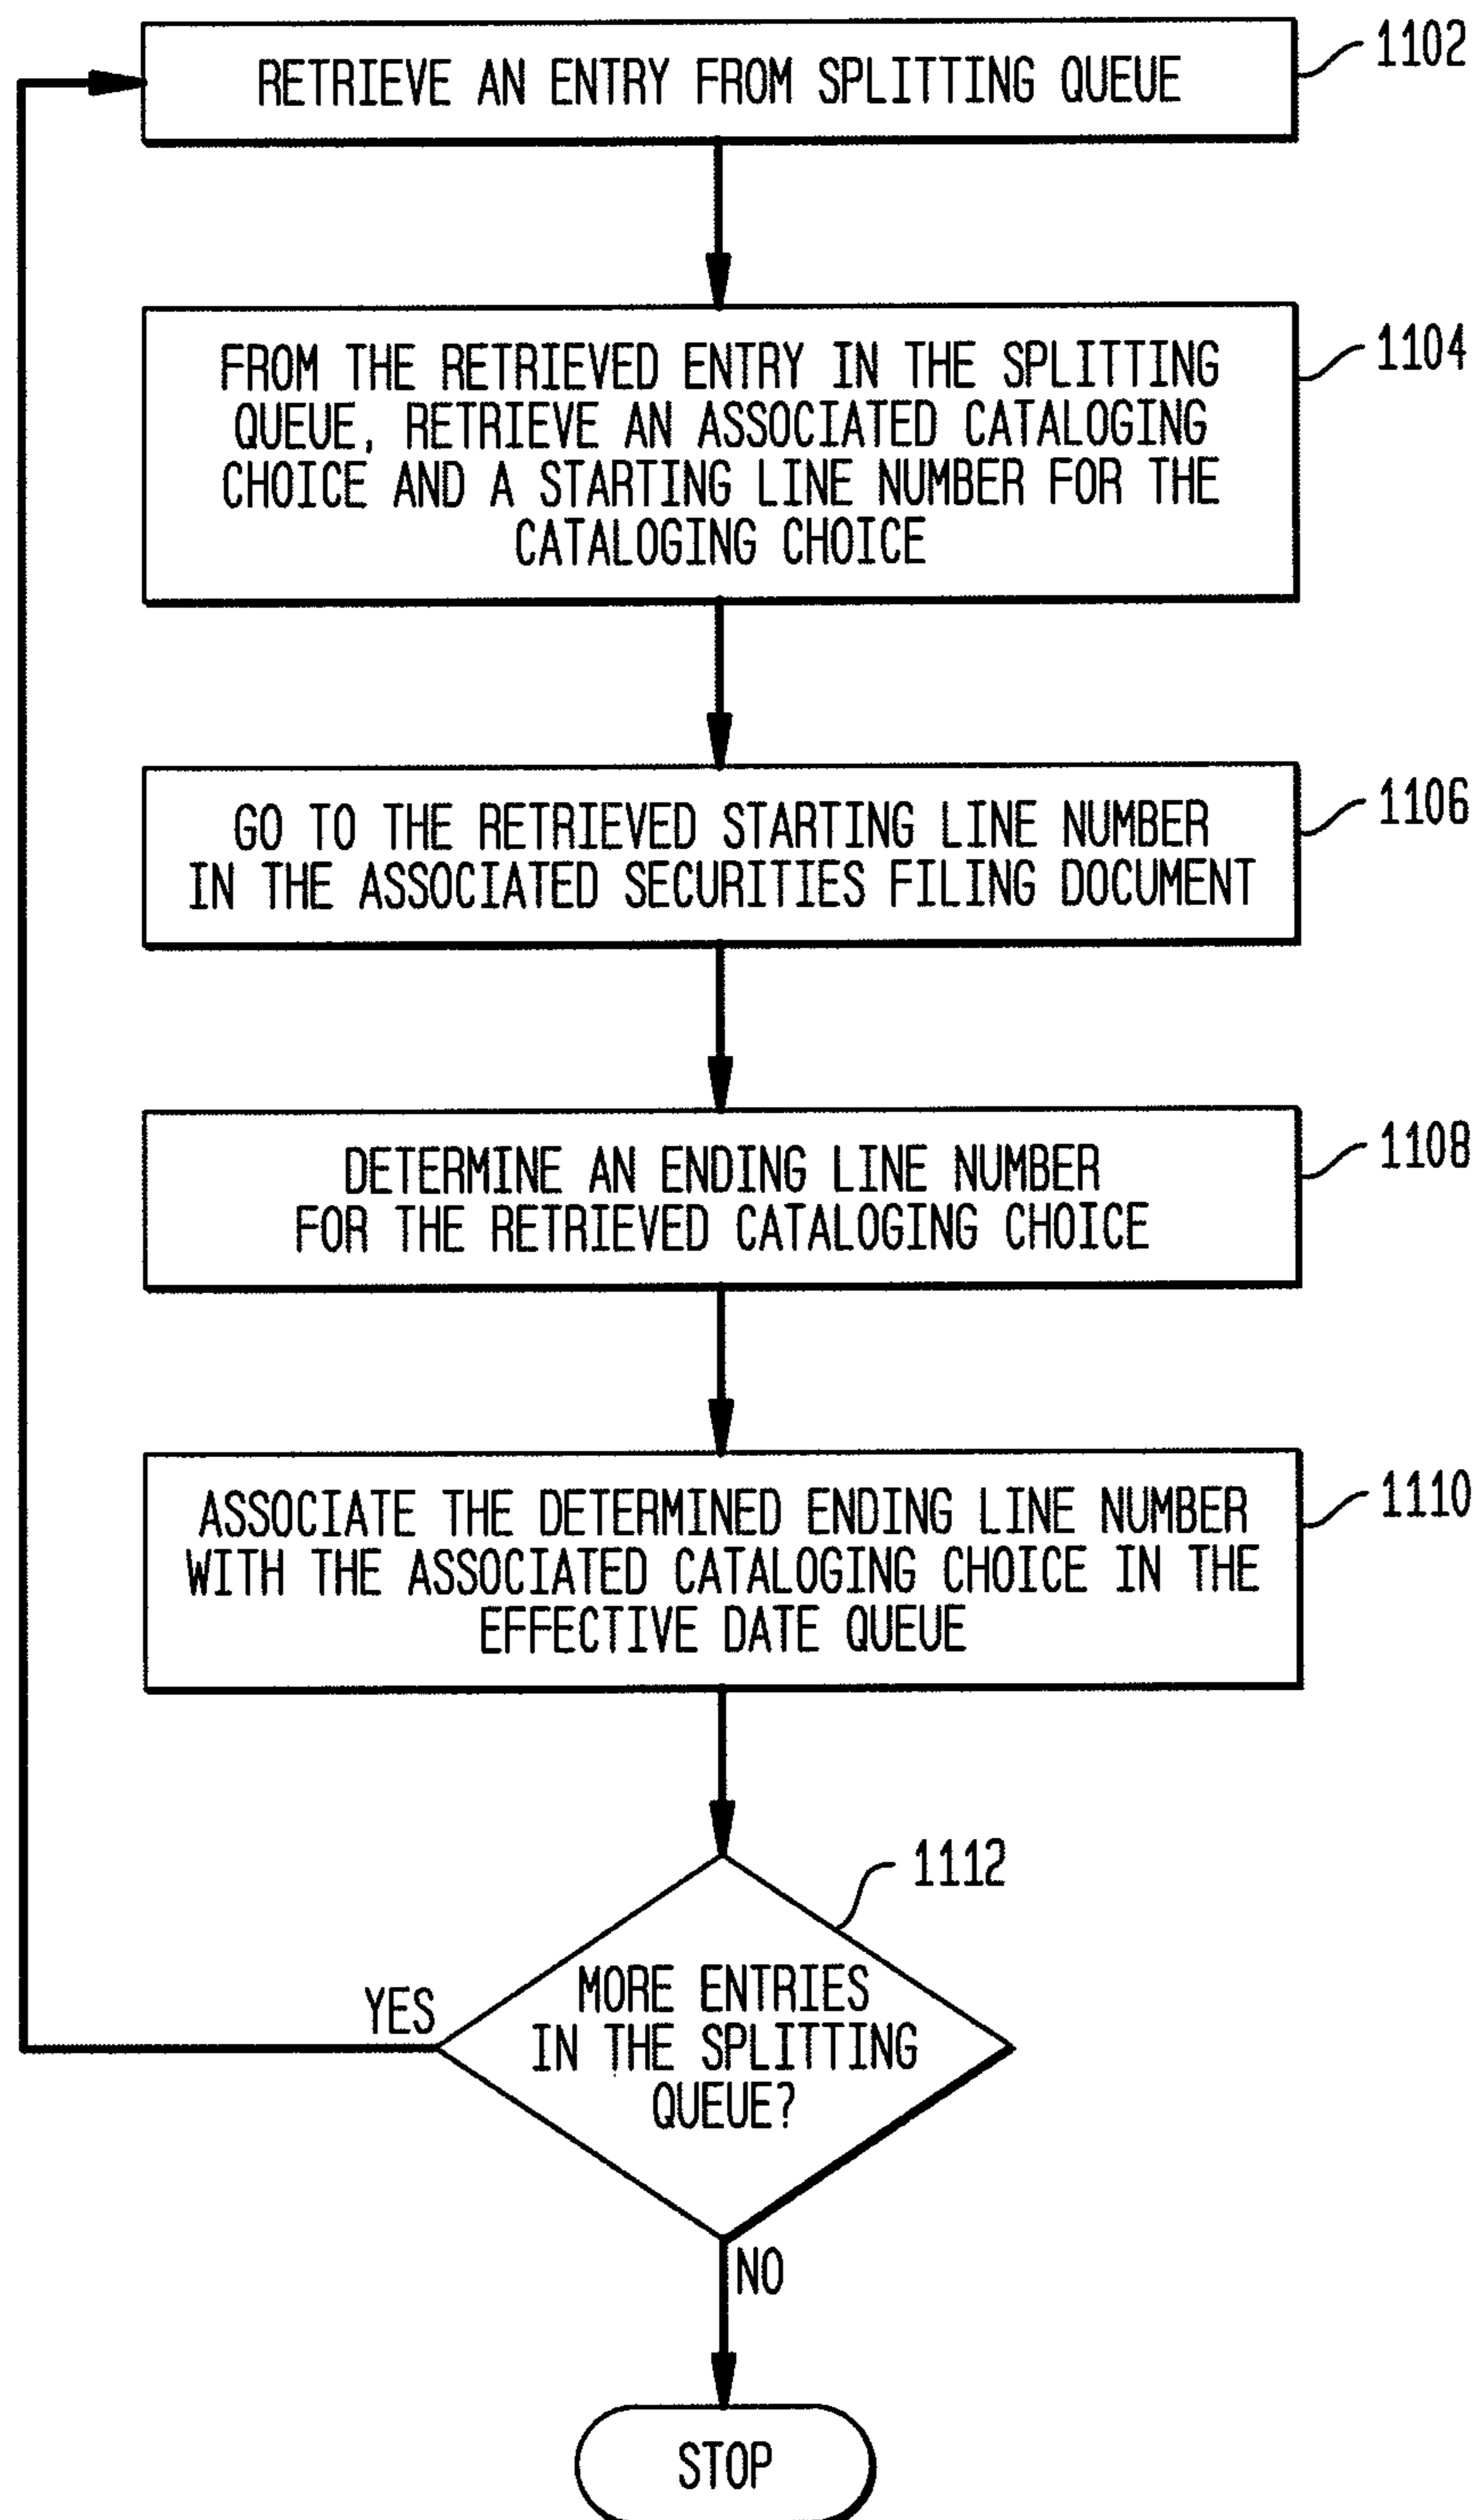 RETRIEVE AN ENTRY FROM SPLITTING QUEUE
1102
FROM THE RETRIEVED ENTRY IN THE SPLITTING
QUEUE, RETRIEVE AN ASSOCIATED CATALOGING
CHOICE AND A STARTING LINE NUMBER FOR THE
CATALOGING CHOICE
1104
GO TO THE RETRIEVED STARTING LINE NUMBER
IN THE ASSOCIATED SECURITIES FILING DOCUMENT
1106
DETERMINE AN ENDING LINE NUMBER
FOR THE RETRIEVED CATALOGING CHOICE
1108
ASSOCIATE THE DETERMINED ENDING LINE NUMBER
WITH THE ASSOCIATED CATALOGING CHOICE IN THE
EFFECTIVE DATE QUEUE
1110
1112
MORE ENTRIES
IN THE SPLITTING
QUEUE?
YES
NO
STOP